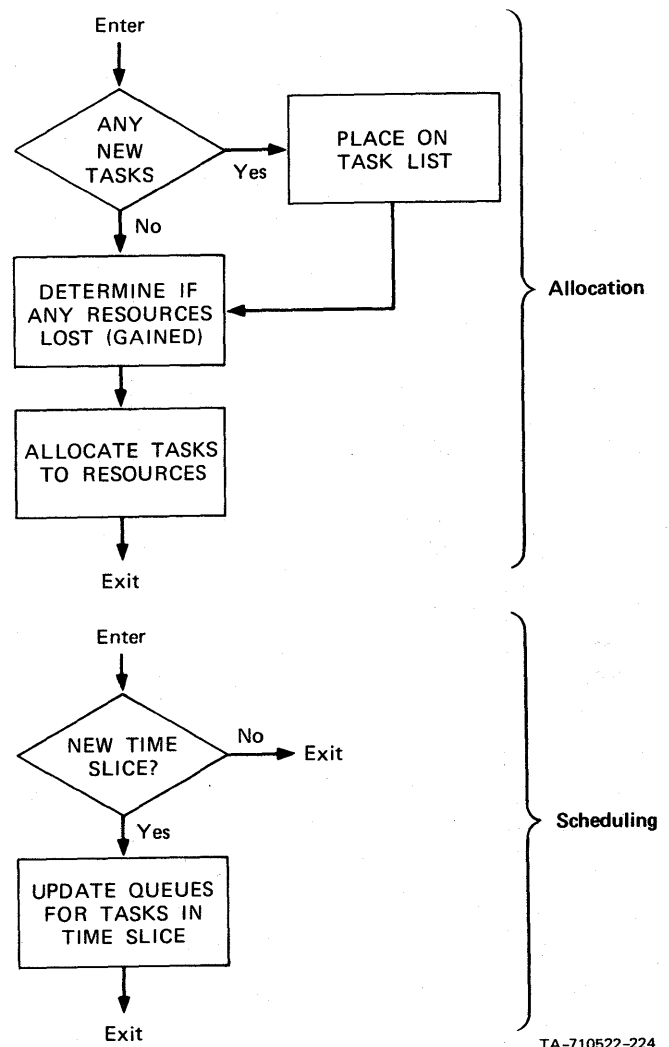 Enter
ANY
NEW
TASKS
Yes
PLACE ON
TASK LIST
No
DETERMINE IF
ANY RESOURCES
LOST (GAINED)
Allocation
ALLOCATE TASKS
TO RESOURCES
Exit
Enter
NEW TIME
SLICE?
No
Exit
Yes
Scheduling
UPDATE QUEUES
FOR TASKS IN
TIME SLICE
Exit
TA-710522-224